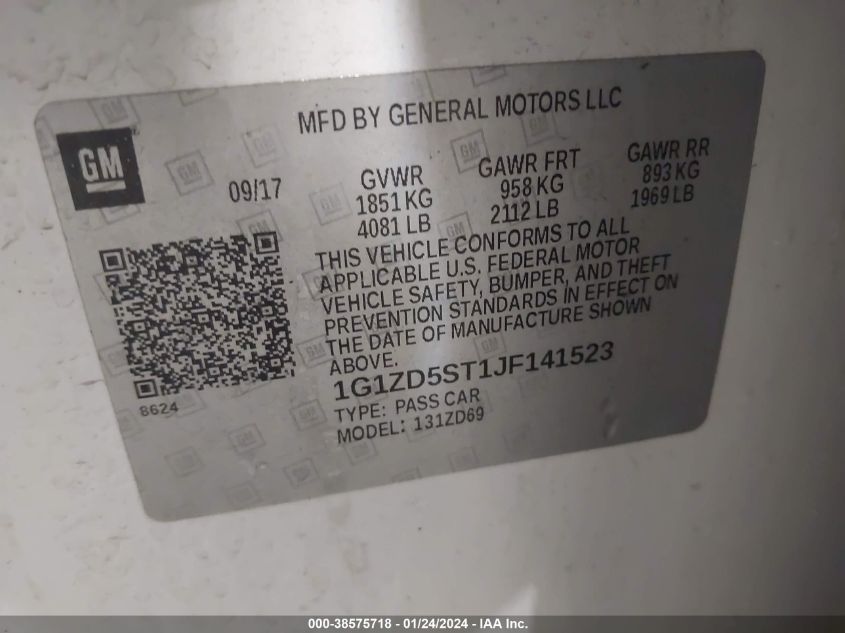 MFD BY GENERAL MOTORS LLC
GM
09/17
GVWR
1851 KG
4081 LB
GAWR FRT
958 KG
2112 LB
GAWR RR
893 KG
1969 LB
THIS VEHICLE CONFORMS TO ALL
APPLICABLE U.S. FEDERAL MOTOR
VEHICLE SAFETY, BUMPER, AND THEFT
PREVENTION STANDARDS IN EFFECT ON
THE DATE OF MANUFACTURE SHOWN
ABOVE.
8624
1G1ZD5ST1JF141523
TYPE: PASS CAR
MODEL: 131ZD69
000-38575718 - 01/24/2024 - IAA Inc.